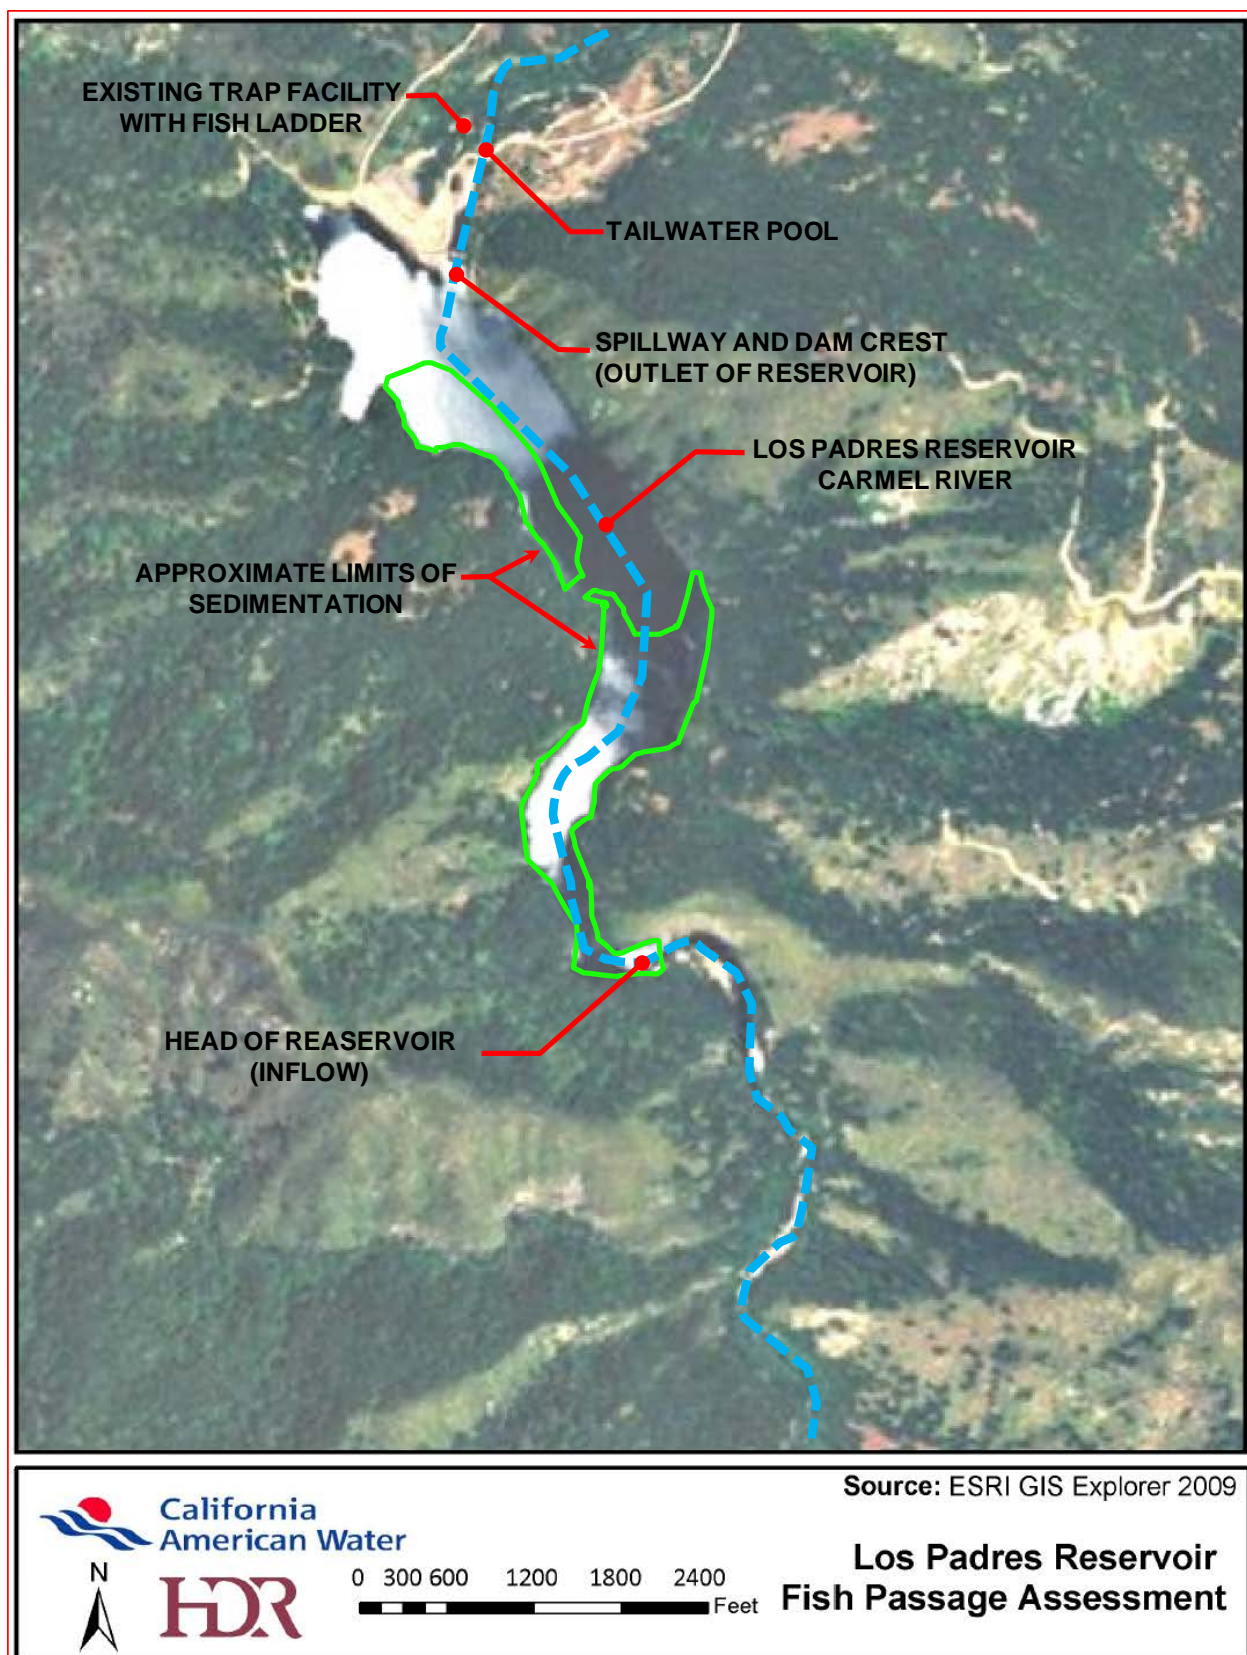 EXISTING TRAP FACILITY
WITH FISH LADDER
TAILWATER POOL
SPILLWAY AND DAM CREST
(OUTLET OF RESERVOIR)
LOS PADRES RESERVOIR
CARMEL RIVER
APPROXIMATE LIMITS OF
SEDIMENTATION
HEAD OF REASERVOIR
(INFLOW)
Source: ESRI GIS Explorer 2009
California
American Water
N
HDR
0 300 600 1200 1800 2400
Feet
Los Padres Reservoir
Fish Passage Assessment